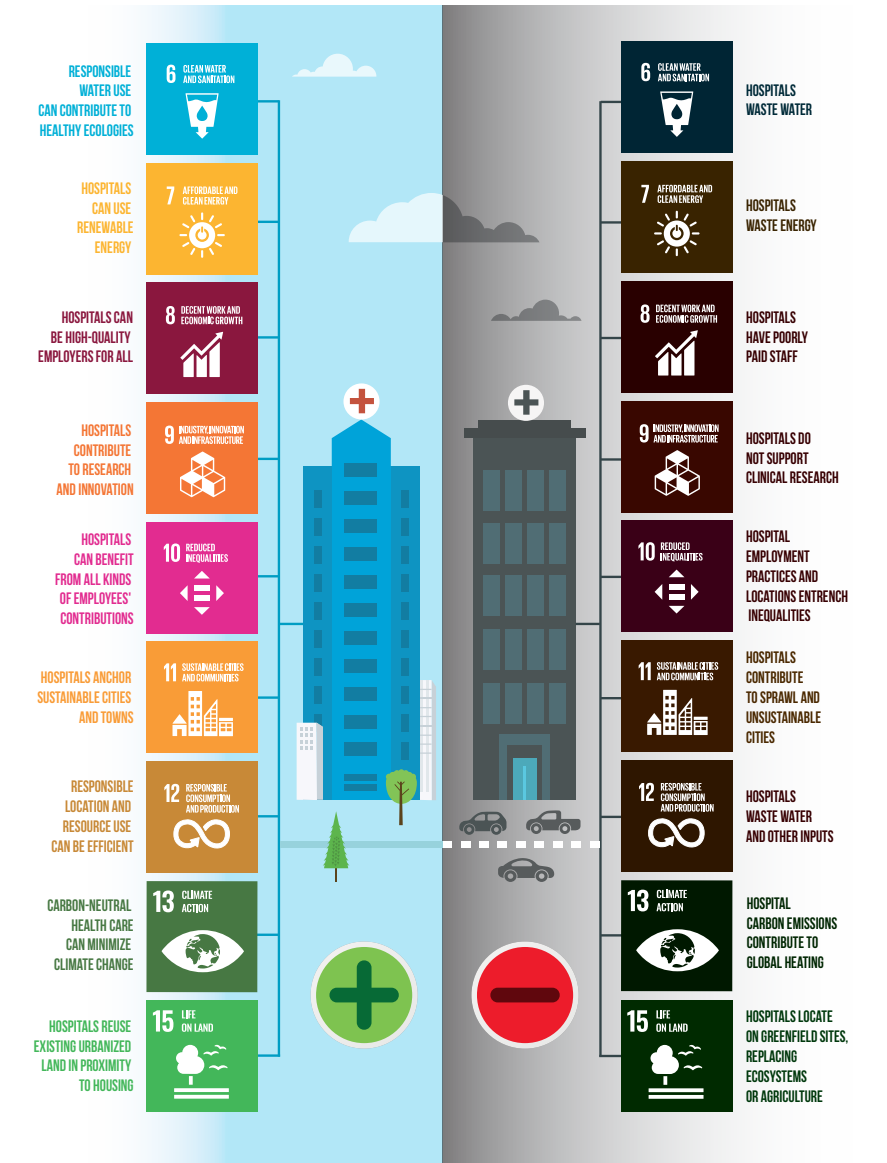 RESPONSIBLE
WATER USE
CAN CONTRIBUTE TO
HEALTHY ECOLOGIES
6 CLEAN WATER
AND SANITATION
HOSPITALS
CAN USE
RENEWABLE
ENERGY
7 AFFORDABLE AND
CLEAN ENERGY
HOSPITALS CAN
BE HIGH-QUALITY
EMPLOYERS FOR ALL
8 DECENT WORK AND
ECONOMIC GROWTH
HOSPITALS
CONTRIBUTE
TO RESEARCH
AND INNOVATION
9 INDUSTRY, INNOVATION
AND INFRASTRUCTURE
HOSPITALS
CAN BENEFIT
FROM ALL KINDS
OF EMPLOYEES'
CONTRIBUTIONS
10 REDUCED
INEQUALITIES
HOSPITALS ANCHOR
SUSTAINABLE CITIES
AND TOWNS
11 SUSTAINABLE CITIES
AND COMMUNITIES
RESPONSIBLE
LOCATION AND
RESOURCE USE
CAN BE EFFICIENT
12 RESPONSIBLE
CONSUMPTION
AND PRODUCTION
CARBON-NEUTRAL
HEALTH CARE
CAN MINIMIZE
CLIMATE CHANGE
13 CLIMATE
ACTION
HOSPITALS REUSE
EXISTING URBANIZED
LAND IN PROXIMITY
TO HOUSING
15 LIFE
ON LAND
6 CLEAN WATER
AND SANITATION
HOSPITALS
WASTE WATER
7 AFFORDABLE AND
CLEAN ENERGY
HOSPITALS
WASTE ENERGY
8 DECENT WORK AND
ECONOMIC GROWTH
HOSPITALS
HAVE POORLY
PAID STAFF
9 INDUSTRY, INNOVATION
AND INFRASTRUCTURE
HOSPITALS DO
NOT SUPPORT
CLINICAL RESEARCH
10 REDUCED
INEQUALITIES
HOSPITAL
EMPLOYMENT
PRACTICES AND
LOCATIONS ENTRENCH
INEQUALITIES
11 SUSTAINABLE CITIES
AND COMMUNITIES
HOSPITALS
CONTRIBUTE
TO SPRAWL AND
UNSUSTAINABLE
CITIES
12 RESPONSIBLE
CONSUMPTION
AND PRODUCTION
HOSPITALS
WASTE WATER
AND OTHER INPUTS
13 CLIMATE
ACTION
HOSPITAL
CARBON EMISSIONS
CONTRIBUTE TO
GLOBAL HEATING
15 LIFE
ON LAND
HOSPITALS LOCATE
ON GREENFIELD SITES,
REPLACING
ECOSYSTEMS
OR AGRICULTURE